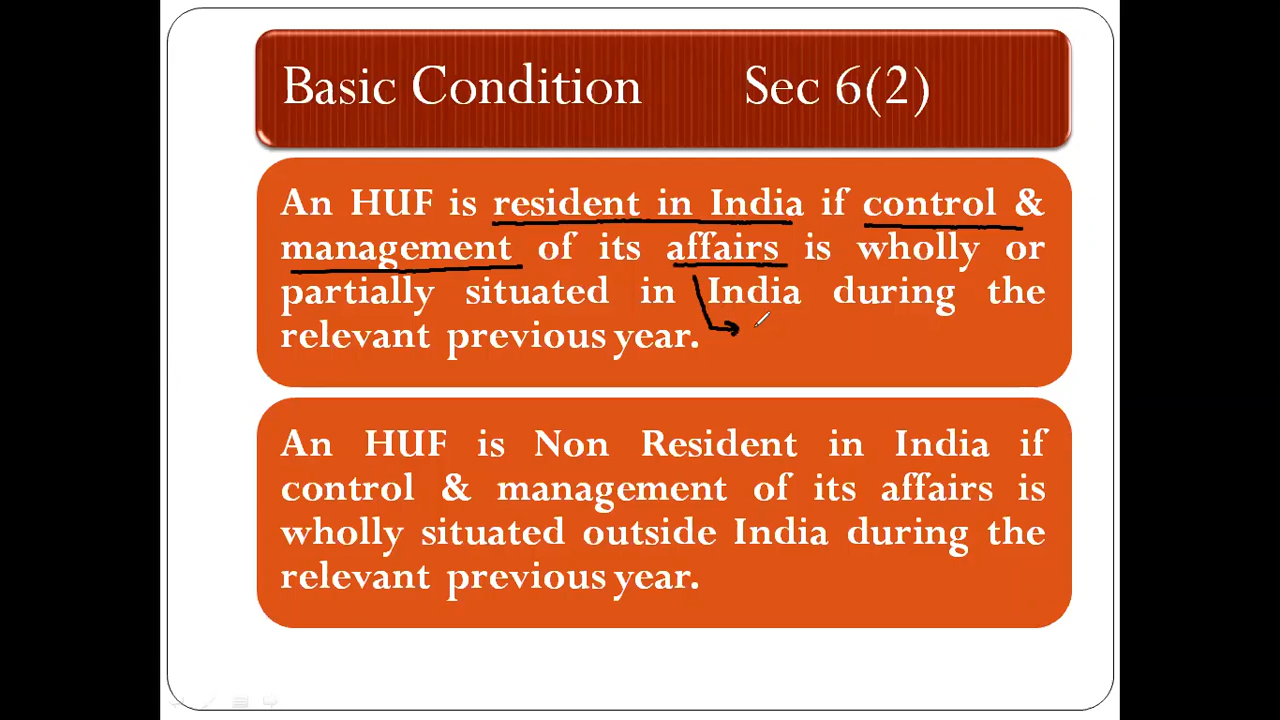 Basic Condition Sec 6(2)
An HUF is resident in India if control &
management of its affairs is wholly or
partially situated in India during the
relevant previous year.
An HUF is Non Resident in India if
control & management of its affairs is
wholly situated outside India during the
relevant previous year.